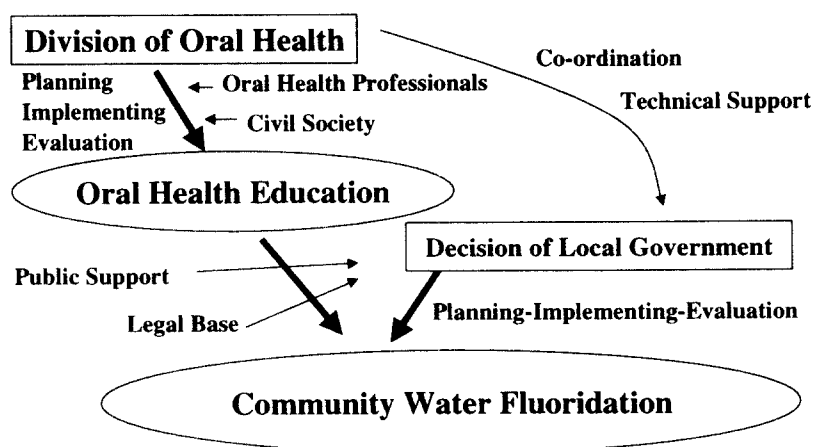 Division of Oral Health
Co-ordination
Planning
Implementing
Evaluation
Oral Health Professionals
Civil Society
Technical Support
Oral Health Education
Decision of Local Government
Public Support
Legal Base
Planning-Implementing-Evaluation
Community Water Fluoridation